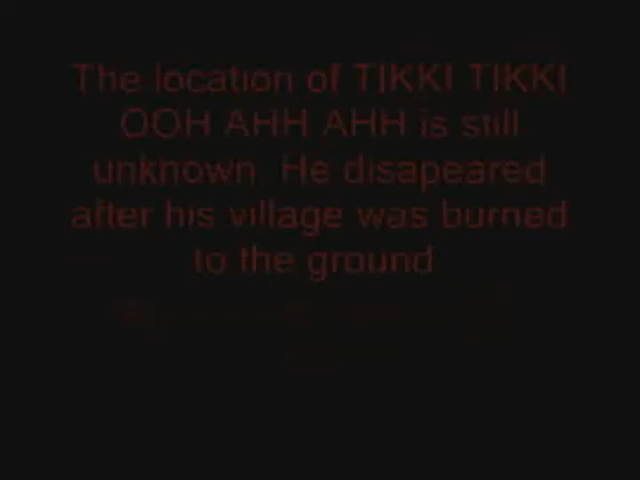 The location of TIKKI TIKKI
OOH AHH AHH is still
unknown. He disapeared
after his village was burned
to the ground